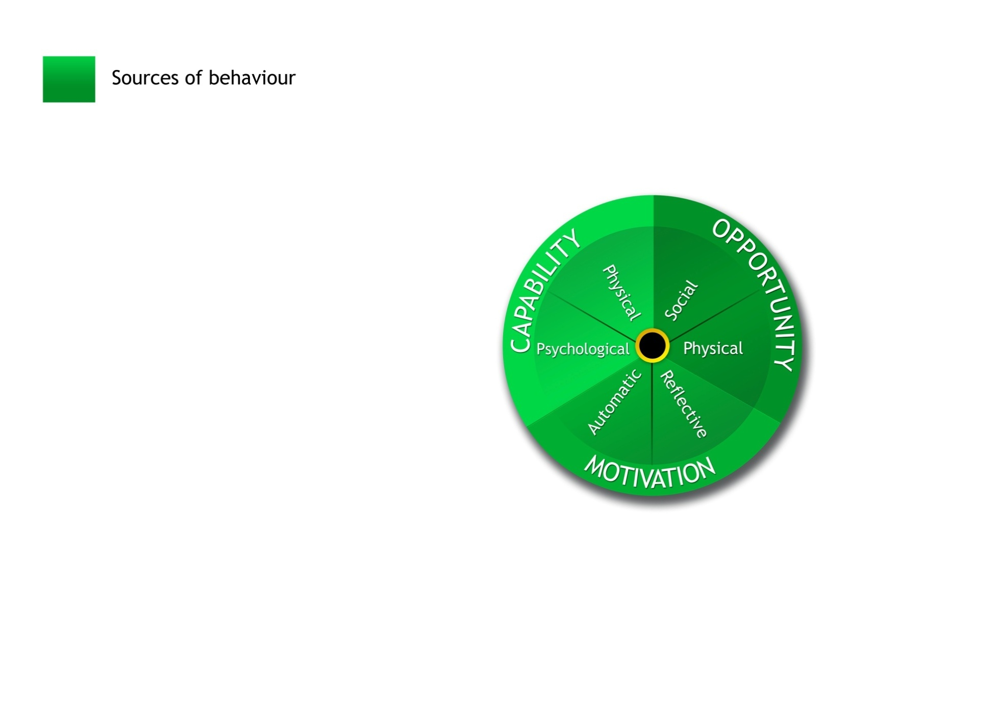 Sources of behaviour
CAPABILITY
OPPORTUNITY
Physical
Social
Psychological
Physical
Automatic
Reflective
MOTIVATION